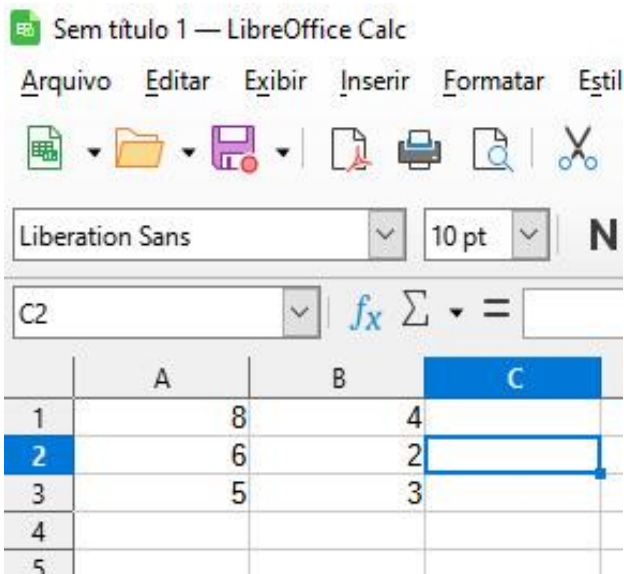 Sem título 1 — LibreOffice Calc
Arquivo Editar Exibir Inserir Formatar Estil
Liberation Sans 10 pt N
C2 fx Σ =
A B C
1 8 4
2 6 2
3 5 3
4
5